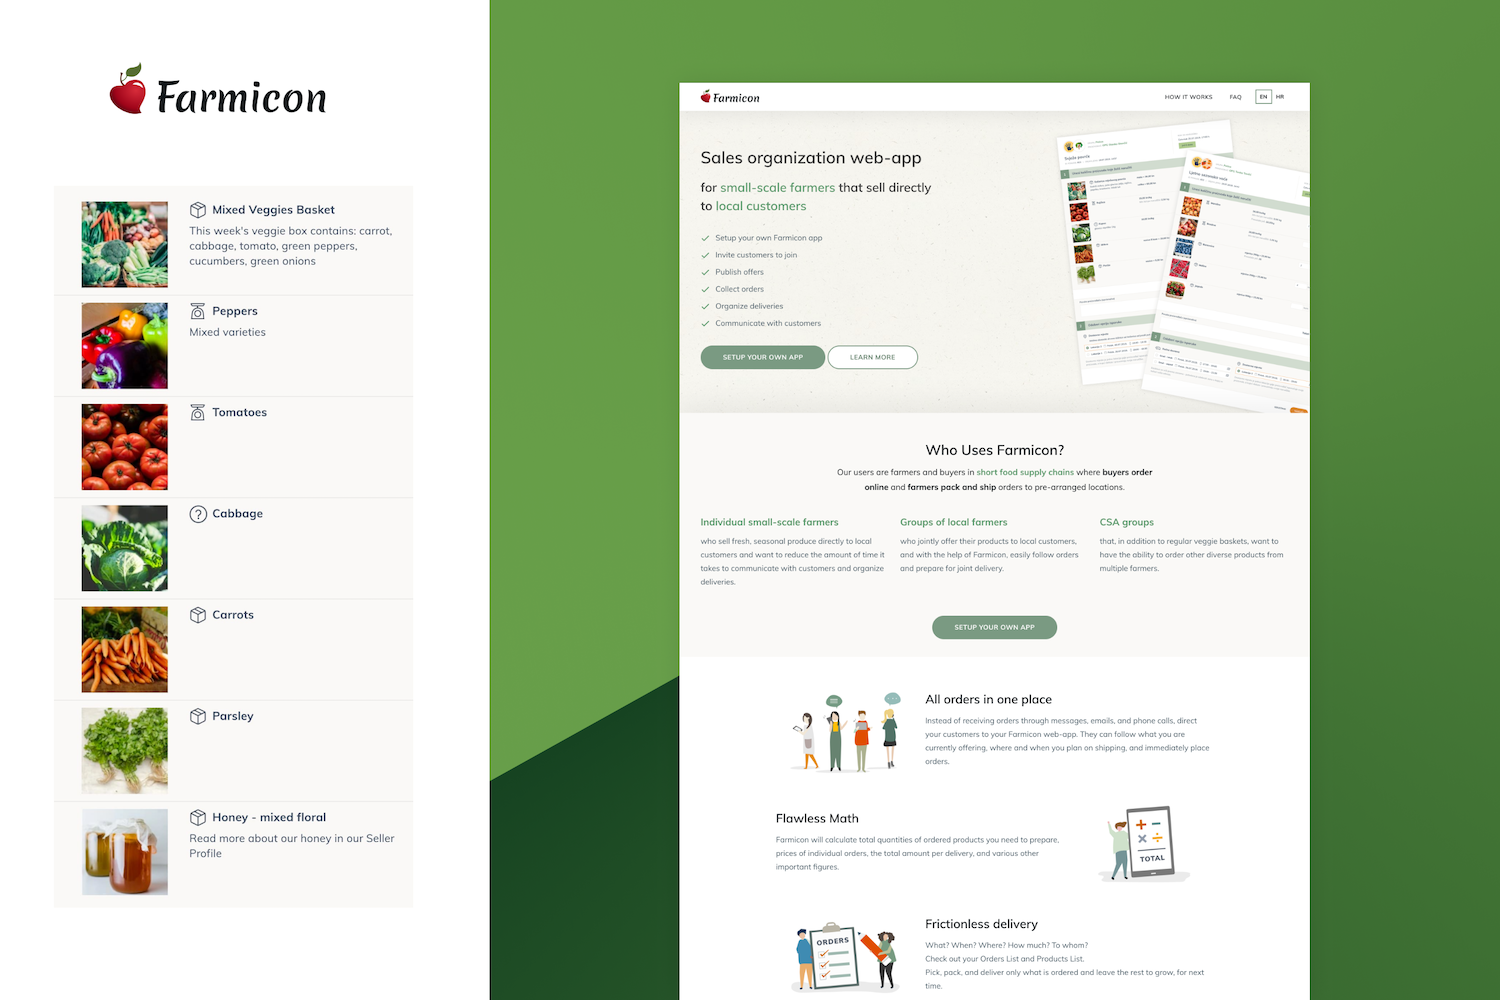 Farmicon
Mixed Veggies Basket
This week's veggie box contains: carrot,
cabbage, tomato, green peppers,
cucumbers, green onions
Peppers
Mixed varieties
Tomatoes
Cabbage
Carrots
Parsley
Honey - mixed floral
Read more about our honey in our Seller
Profile
Farmicon
HOW IT WORKS FAQ EN HR
Sales organization web-app
for small-scale farmers that sell directly
to local customers
Setup your own Farmicon app
Invite customers to join
Publish offers
Collect orders
Organize deliveries
Communicate with customers
SETUP YOUR OWN APP LEARN MORE
Who Uses Farmicon?
Our users are farmers and buyers in short food supply chains where buyers order
online and farmers pack and ship orders to pre-arranged locations.
Individual small-scale farmers
who sell fresh, seasonal produce directly to local
customers and want to reduce the amount of time it
takes to communicate with customers and organize
deliveries.
Groups of local farmers
who jointly offer their products to local customers,
and with the help of Farmicon, easily follow orders
and prepare for joint delivery.
CSA groups
that, in addition to regular veggie baskets, want to
have the ability to order other diverse products from
multiple farmers.
SETUP YOUR OWN APP
All orders in one place
Instead of receiving orders through messages, emails, and phone calls, direct
your customers to your Farmicon web-app. They can follow what you are
currently offering, where and when you plan on shipping, and immediately place
orders.
Flawless Math
Farmicon will calculate total quantities of ordered products you need to prepare,
prices of individual orders, the total amount per delivery, and various other
important figures.
TOTAL
ORDERS
Frictionless delivery
What? When? Where? How much? To whom?
Check out your Orders List and Products List.
Pick, pack, and deliver only what is ordered and leave the rest to grow, for next
time.